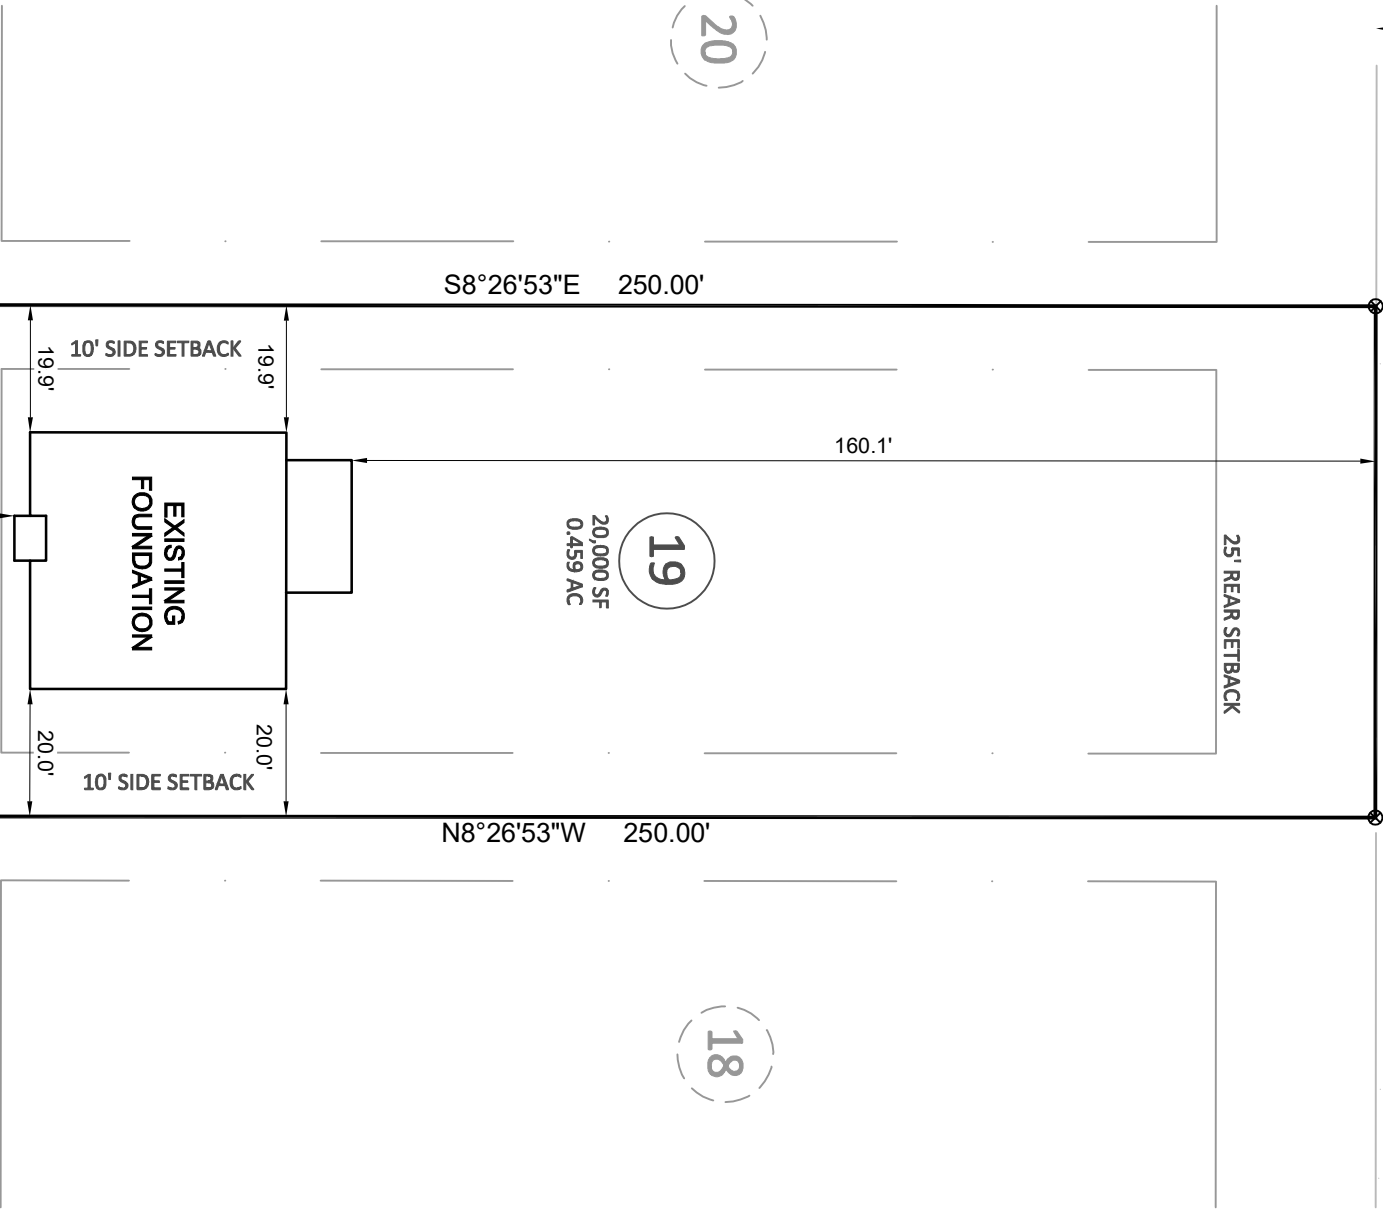 20
S8°26'53"E 250.00'
10' SIDE SETBACK
19.9'
19.9'
160.1'
EXISTING
FOUNDATION
19
20,000 SF
0.459 AC
25' REAR SETBACK
20.0'
20.0'
10' SIDE SETBACK
N8°26'53"W 250.00'
18